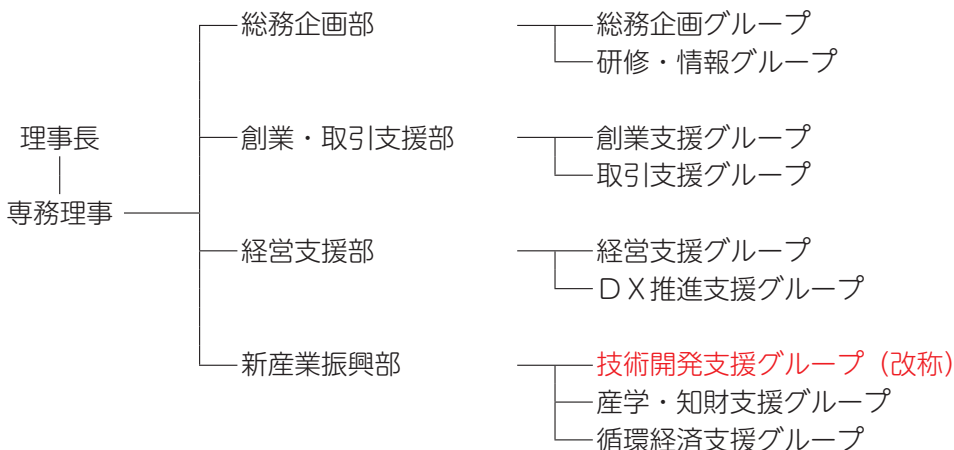 総務企画部 総務企画グループ
研修・情報グループ
理事長 創業・取引支援部 創業支援グループ
取引支援グループ
専務理事
経営支援部 経営支援グループ
ＤＸ推進支援グループ
新産業振興部 技術開発支援グループ（改称）
産学・知財支援グループ
循環経済支援グループ